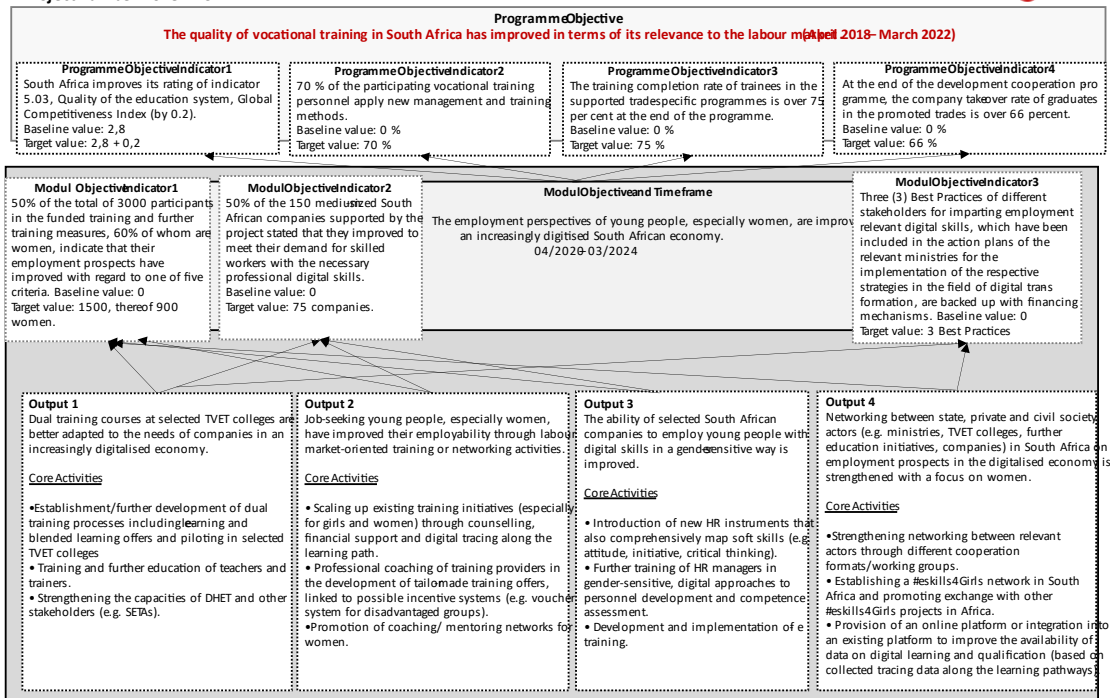 Programme Objective
The quality of vocational training in South Africa has improved in terms of its relevance to the labour market. (April 2018– March 2022)
Programme Objective Indicator 1
South Africa improves its rating of indicator
5.03, Quality of the education system, Global
Competitiveness Index (by 0.2).
Baseline value: 2,8
Target value: 2,8 + 0,2
Programme Objective Indicator 2
70 % of the participating vocational training
personnel apply new management and training
methods.
Baseline value: 0 %
Target value: 70 %
Programme Objective Indicator 3
The training completion rate of trainees in the
supported trade specific programmes is over 75
per cent at the end of the programme.
Baseline value: 0 %
Target value: 75 %
Programme Objective Indicator 4
At the end of the development cooperation pro
gramme, the company takeover rate of graduates
in the promoted trades is over 66 percent.
Baseline value: 0 %
Target value: 66 %
Modul Objective Indicator 1
50% of the total of 3000 participants
in the funded training and further
training measures, 60% of whom are
women, indicate that their
employment prospects have
improved with regard to one of five
criteria. Baseline value: 0
Target value: 1500, thereof 900
women.
Modul Objective Indicator 2
50% of the 150 medium-sized South
African companies supported by the
project stated that they improved to
meet their demand for skilled
workers with the necessary
professional digital skills.
Baseline value: 0
Target value: 75 companies.
Modul Objective and Timeframe
The employment perspectives of young people, especially women, are improv
an increasingly digitised South African economy.
04/2020–03/2024
Modul Objective Indicator 3
Three (3) Best Practices of different
stakeholders for imparting employment
relevant digital skills, which have been
included in the action plans of the
relevant ministries for the
implementation of the respective
strategies in the field of digital trans
formation, are backed up with financing
mechanisms. Baseline value: 0
Target value: 3 Best Practices
Output 1
Dual training courses at selected TVET colleges are
better adapted to the needs of companies in an
increasingly digitalised economy.
Core Activities
•Establishment/further development of dual
training processes including learning and
blended learning offers and piloting in selected
TVET colleges
• Training and further education of teachers and
trainers.
• Strengthening the capacities of DHET and other
stakeholders (e.g. SETAs).
Output 2
Job-seeking young people, especially women,
have improved their employability through labour
market-oriented training or networking activities.
Core Activities
• Scaling up existing training initiatives (especially
for girls and women) through counselling,
financial support and digital tracing along the
learning path.
• Professional coaching of training providers in
the development of tailor-made training offers,
linked to possible incentive systems (e.g. voucher
system for disadvantaged groups).
•Promotion of coaching/ mentoring networks for
women.
Output 3
The ability of selected South African
companies to employ young people with
digital skills in a gender-sensitive way is
improved.
Core Activities
• Introduction of new HR instruments that
also comprehensively map soft skills (e.g.
attitude, initiative, critical thinking).
• Further training of HR managers in
gender-sensitive, digital approaches to
personnel development and competence
assessment.
• Development and implementation of e
training.
Output 4
Networking between state, private and civil society
actors (e.g. ministries, TVET colleges, further
education initiatives, companies) in South Africa on
employment prospects in the digitalised economy is
strengthened with a focus on women.
Core Activities
•Strengthening networking between relevant
actors through different cooperation
formats/working groups.
• Establishing a #eskills4Girls network in South
Africa and promoting exchange with other
#eskills4Girls projects in Africa.
• Provision of an online platform or integration into
an existing platform to improve the availability of
data on digital learning and qualification (based on
collected tracing data along the learning pathways)